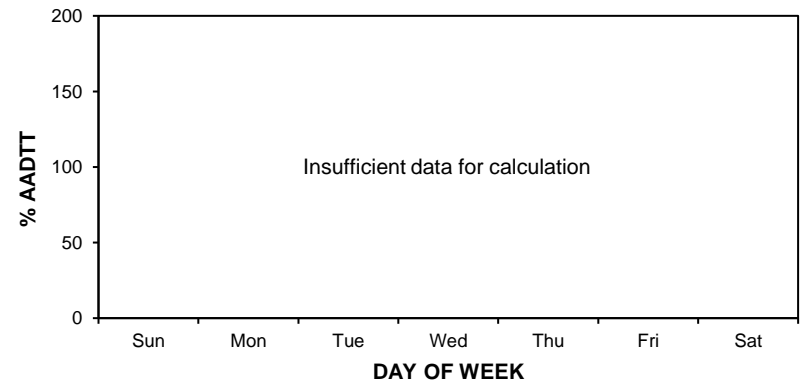 200
150
100
50
0
% AADTT
Insufficient data for calculation
Sun Mon Tue Wed Thu Fri Sat
DAY OF WEEK